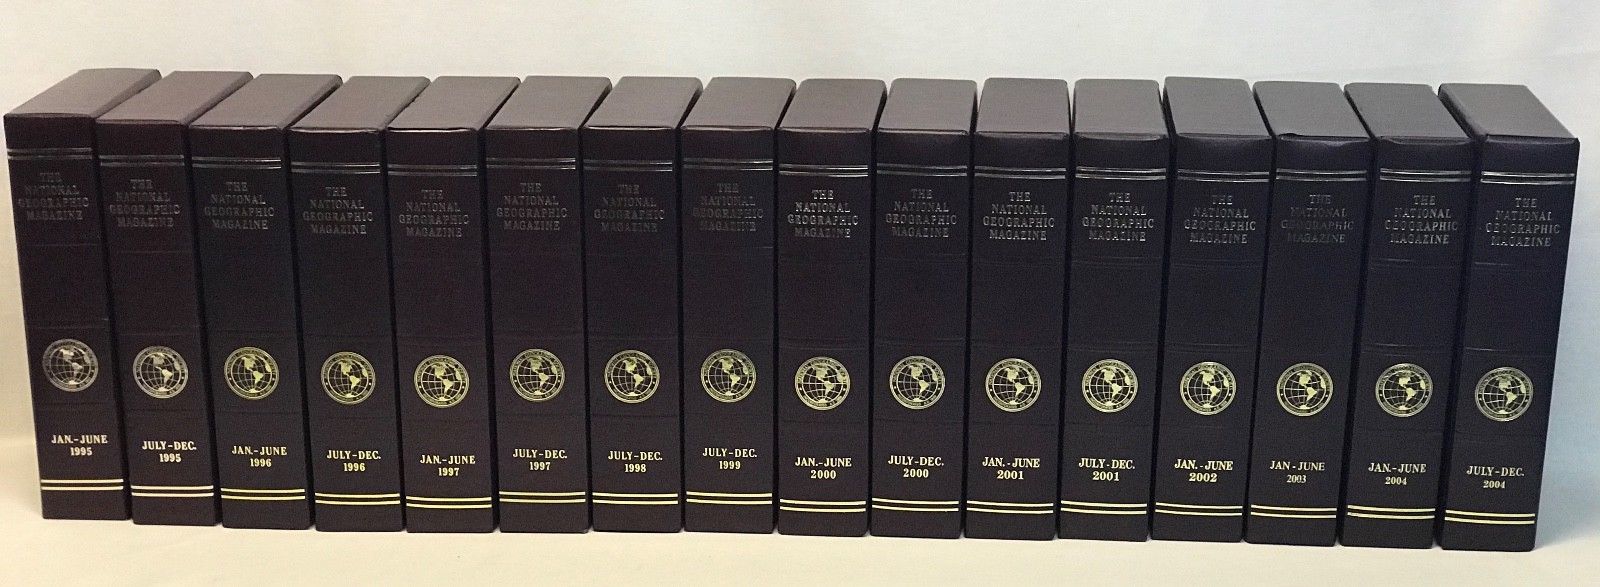 THE
NATIONAL
GEOGRAPHIC
MAGAZINE
JAN.-JUNE
1995
THE
NATIONAL
GEOGRAPHIC
MAGAZINE
JULY-DEC.
1995
THE
NATIONAL
GEOGRAPHIC
MAGAZINE
JAN.-JUNE
1996
THE
NATIONAL
GEOGRAPHIC
MAGAZINE
JULY-DEC.
1996
THE
NATIONAL
GEOGRAPHIC
MAGAZINE
JAN.-JUNE
1997
THE
NATIONAL
GEOGRAPHIC
MAGAZINE
JULY-DEC.
1997
THE
NATIONAL
GEOGRAPHIC
MAGAZINE
JULY-DEC.
1998
THE
NATIONAL
GEOGRAPHIC
MAGAZINE
JULY-DEC.
1999
THE
NATIONAL
GEOGRAPHIC
MAGAZINE
JAN.-JUNE
2000
THE
NATIONAL
GEOGRAPHIC
MAGAZINE
JULY-DEC.
2000
THE
NATIONAL
GEOGRAPHIC
MAGAZINE
JAN.-JUNE
2001
THE
NATIONAL
GEOGRAPHIC
MAGAZINE
JULY-DEC.
2001
THE
NATIONAL
GEOGRAPHIC
MAGAZINE
JAN.-JUNE
2002
THE
NATIONAL
GEOGRAPHIC
MAGAZINE
JAN-JUNE
2003
THE
NATIONAL
GEOGRAPHIC
MAGAZINE
JAN.-JUNE
2004
THE
NATIONAL
GEOGRAPHIC
MAGAZINE
JULY-DEC.
2004